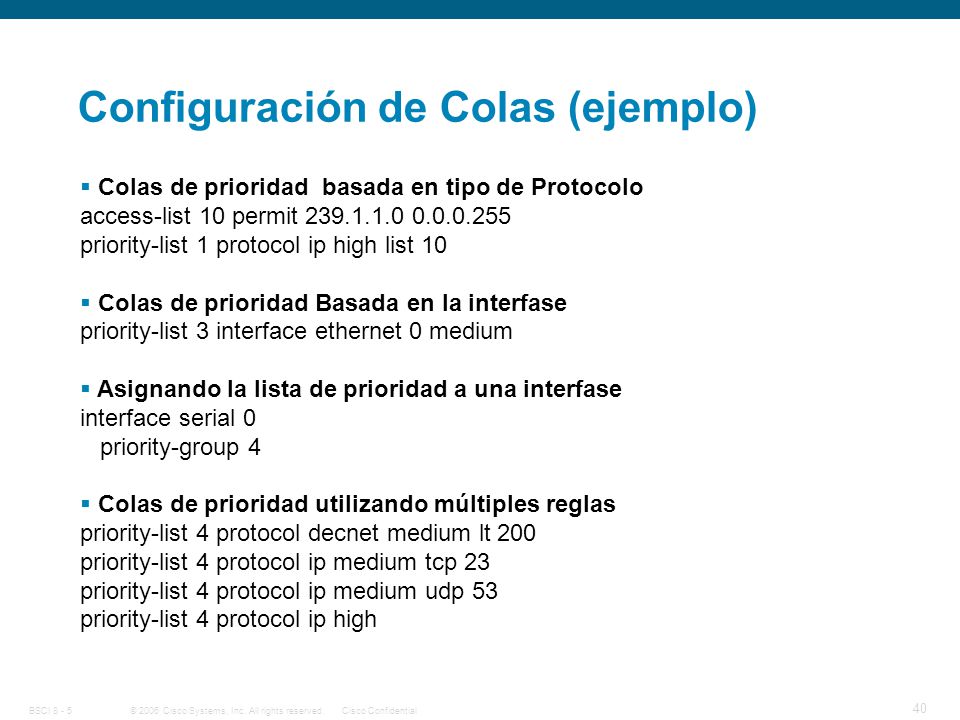 Configuración de Colas (ejemplo)
▪ Colas de prioridad basada en tipo de Protocolo
access-list 10 permit 239.1.1.0 0.0.0.255
priority-list 1 protocol ip high list 10
▪ Colas de prioridad Basada en la interfase
priority-list 3 interface ethernet 0 medium
▪ Asignando la lista de prioridad a una interfase
interface serial 0
priority-group 4
▪ Colas de prioridad utilizando múltiples reglas
priority-list 4 protocol decnet medium lt 200
priority-list 4 protocol ip medium tcp 23
priority-list 4 protocol ip medium udp 53
priority-list 4 protocol ip high
© 2006 Cisco Systems, Inc. All rights reserved. Cisco Confidential 40